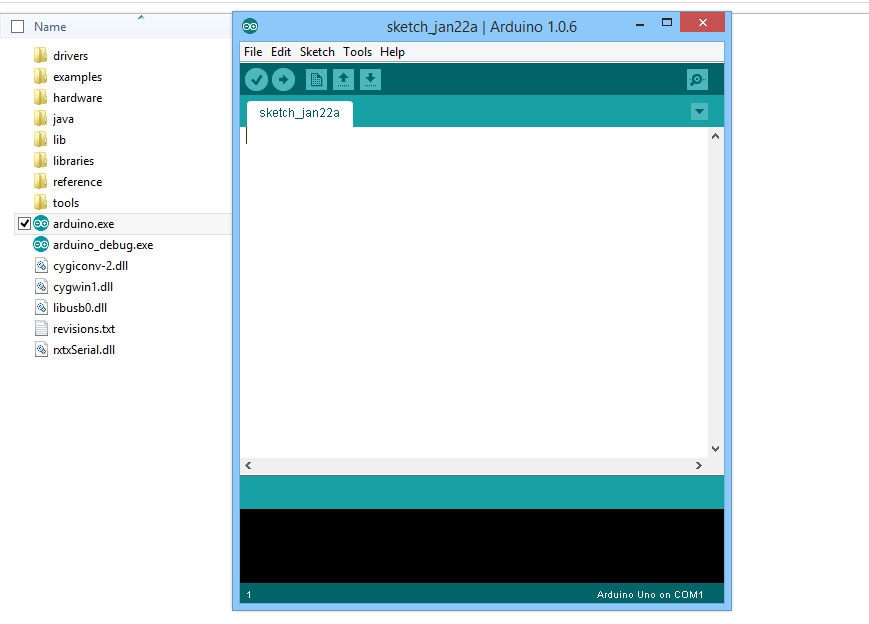 Name
drivers
examples
hardware
java
lib
libraries
reference
tools
arduino.exe
arduino_debug.exe
cygiconv-2.dll
cygwin1.dll
libusb0.dll
revisions.txt
rxtxSerial.dll
sketch_jan22a | Arduino 1.0.6
File Edit Sketch Tools Help
sketch_jan22a
1 Arduino Uno on COM1